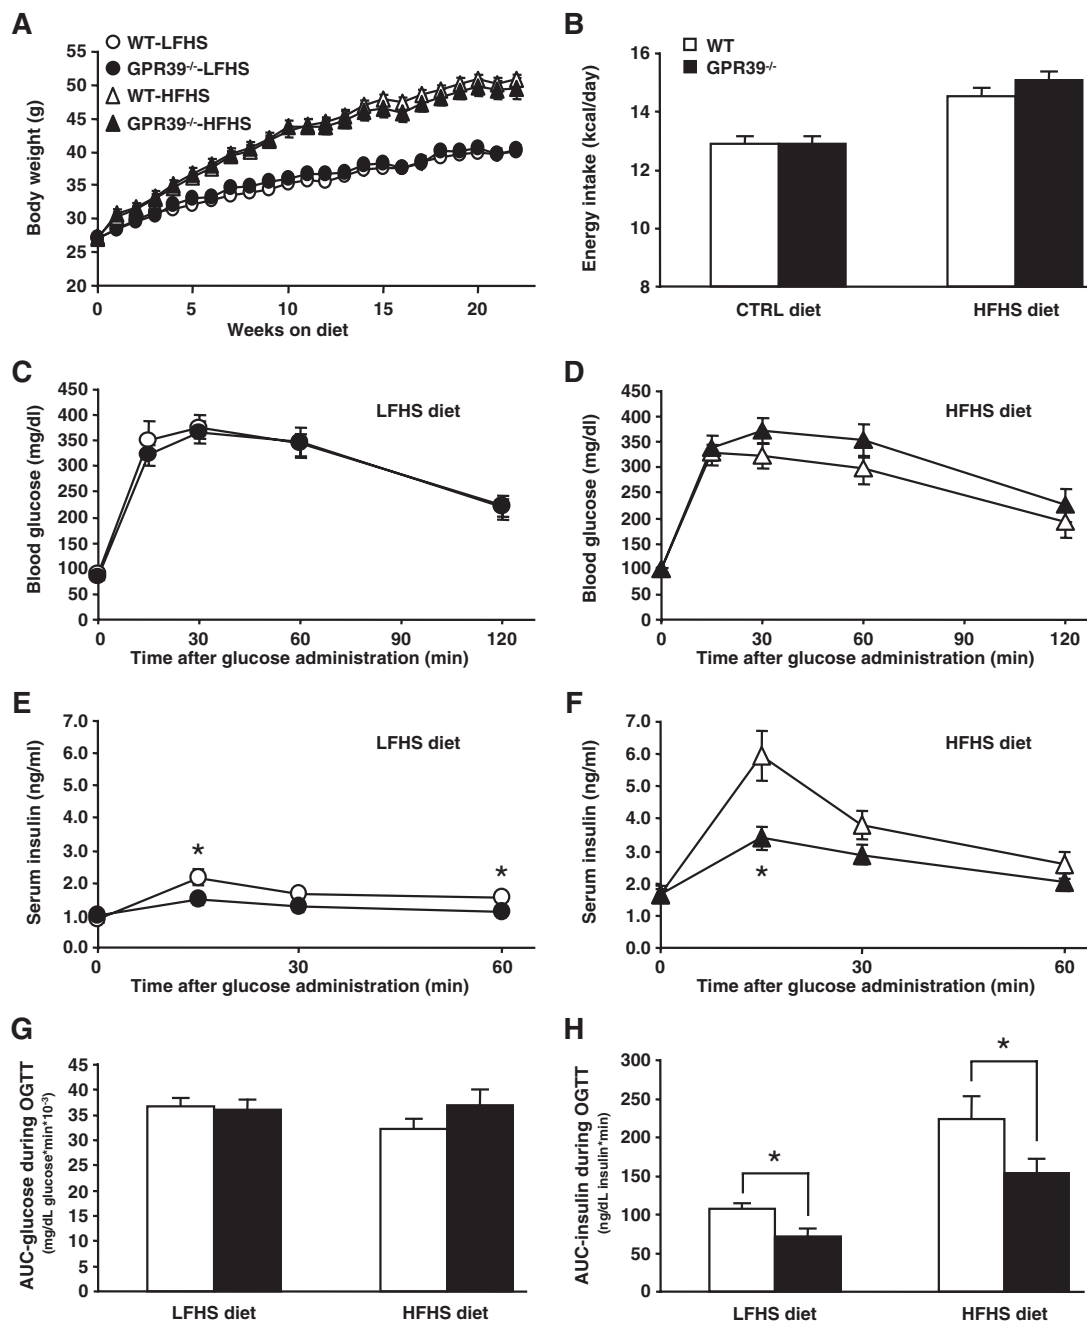 A
WT-LFHS
GPR39-/--LFHS
WT-HFHS
GPR39-/--HFHS
Body weight (g)
55
50
45
40
35
30
25
20
0 5 10 15 20
Weeks on diet
B
WT
GPR39-/-
Energy intake (kcal/day)
16
14
12
10
8
CTRL diet HFHS diet
C
LFHS diet
Blood glucose (mg/dl)
450
400
350
300
250
200
150
100
50
0
0 30 60 90 120
Time after glucose administration (min)
D
HFHS diet
Blood glucose (mg/dl)
450
400
350
300
250
200
150
100
50
0
0 30 60 90 120
Time after glucose administration (min)
E
LFHS diet
Serum insulin (ng/ml)
7.0
6.0
5.0
4.0
3.0
2.0
1.0
0.0
* *
0 30 60
Time after glucose administration (min)
F
HFHS diet
Serum insulin (ng/ml)
7.0
6.0
5.0
4.0
3.0
2.0
1.0
0.0
*
0 30 60
Time after glucose administration (min)
G
AUC-glucose during OGTT
(mg/dL glucose*min*10-3)
45
40
35
30
25
20
15
10
5
0
LFHS diet HFHS diet
H
AUC-insulin during OGTT
(ng/dL insulin*min)
300
250
200
150
100
50
0
* *
LFHS diet HFHS diet